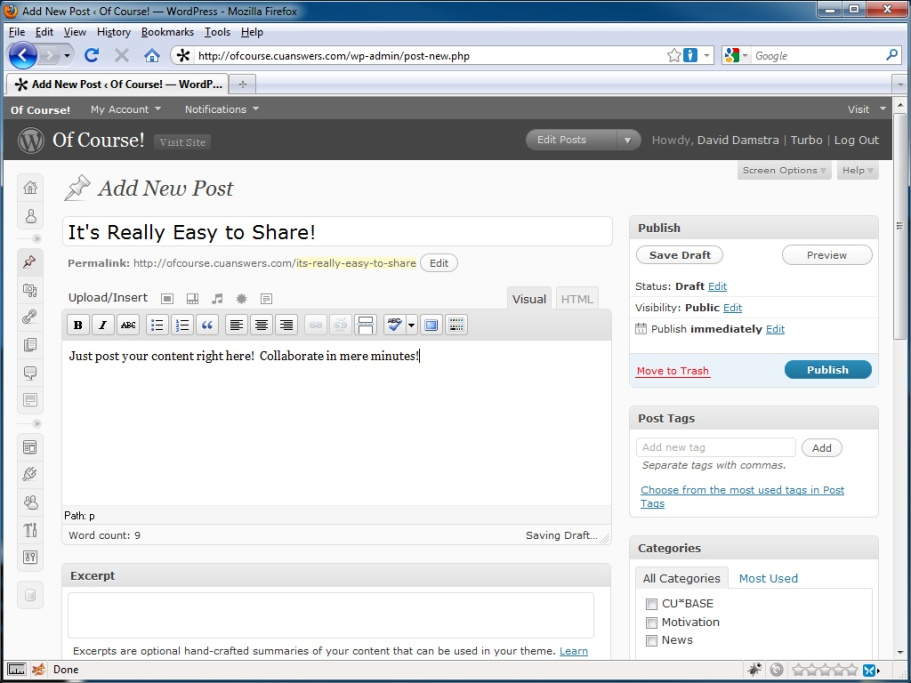 Add New Post ‹ Of Course! — WordPress - Mozilla Firefox
File Edit View History Bookmarks Tools Help
http://ofcourse.cuanswers.com/wp-admin/post-new.php
Google
Add New Post ‹ Of Course! — WordP...
Of Course! My Account Notifications Visit
Of Course! Visit Site Edit Posts Howdy, David Damstra | Turbo | Log Out
Screen Options Help
Add New Post
It's Really Easy to Share!
Permalink: http://ofcourse.cuanswers.com/its-really-easy-to-share Edit
Upload/Insert Visual HTML
B I ABC ABC
Just post your content right here! Collaborate in mere minutes!
Path: p
Word count: 9 Saving Draft...
Excerpt
Excerpts are optional hand-crafted summaries of your content that can be used in your theme. Learn
Publish
Save Draft Preview
Status: Draft Edit
Visibility: Public Edit
Publish immediately Edit
Move to Trash Publish
Post Tags
Add new tag Add
Separate tags with commas.
Choose from the most used tags in Post
Tags
Categories
All Categories Most Used
CU*BASE
Motivation
News
Done